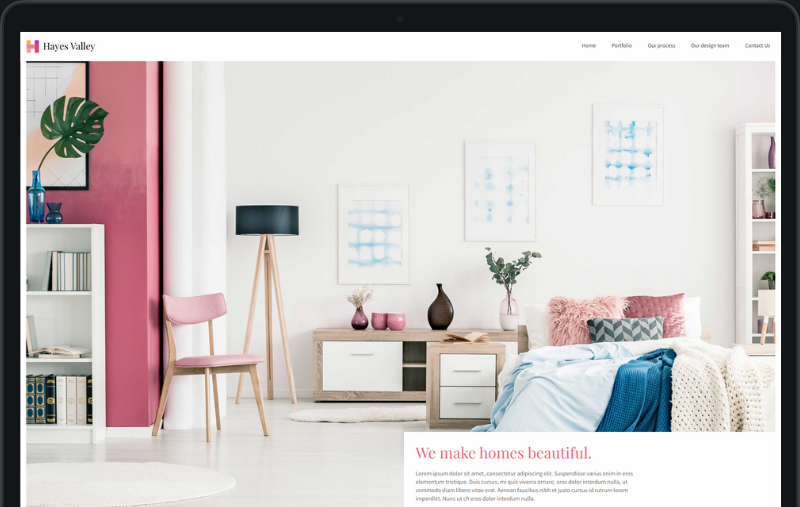 Hayes Valley
Home Portfolio Our process Our design team Contact Us
We make homes beautiful.
Lorem ipsum dolor sit amet, consectetur adipiscing elit. Suspendisse varius enim in eros
elementum tristique. Duis cursus, mi quis viverra ornare, eros dolor interdum nulla, ut
commodo diam libero vitae erat. Aenean faucibus nibh et justo cursus id rutrum lorem
imperdiet. Nunc ut sem vitae risus tristique posuere.